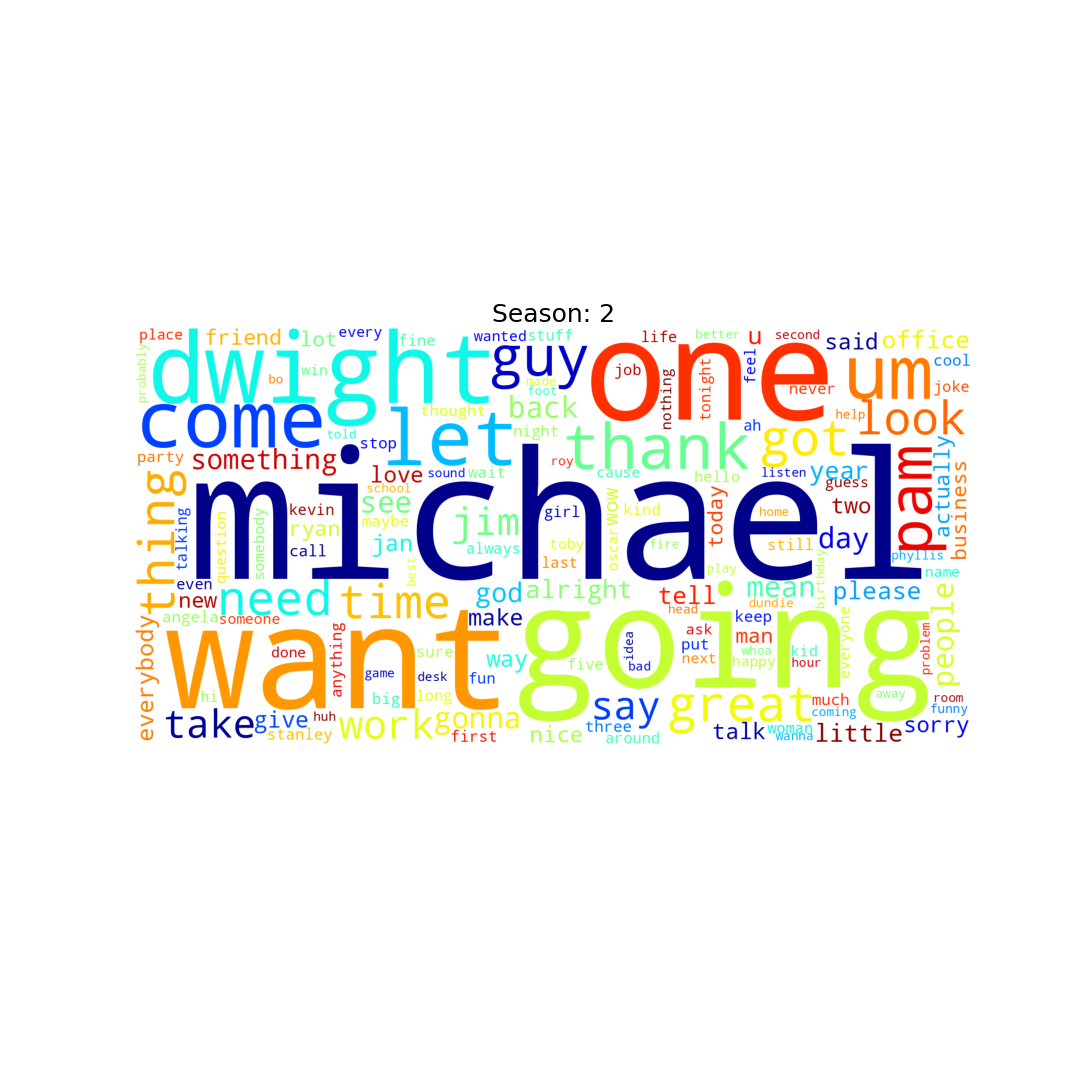 Season: 2
place
friend
lot
every
fine
wanted
stuff
life
better
u
second
said
office
probably
dwight
guy
one
um
cool
bo
win
made
foot
job
nothing
tonight
feel
never
joke
come
told
let
thought
back
night
thank
ah
got
help
look
party
something
stop
love
sound
wait
roy
cause
hello
listen
year
guess
pam
actually
business
thing
michael
school
see
kevin
ryan
maybe
jim
girl
oscar
wow
kind
today
home
two
talking
question
somebody
call
jan
always
toby
last
fire
still
day
phyllis
even
best
play
birthday
name
new
need
time
god
alright
tell
mean
please
people
everybody
angela
someone
make
head
dundie
keep
want
going
anything
done
sure
way
five
idea
bad
ask
put
next
man
whoa
happy
kid
hour
everyone
problem
game
desk
fun
hi
big
long
say
great
much
away
room
take
give
huh
work
gonna
three
coming
funny
stanley
first
nice
around
talk
woman
wanna
little
sorry